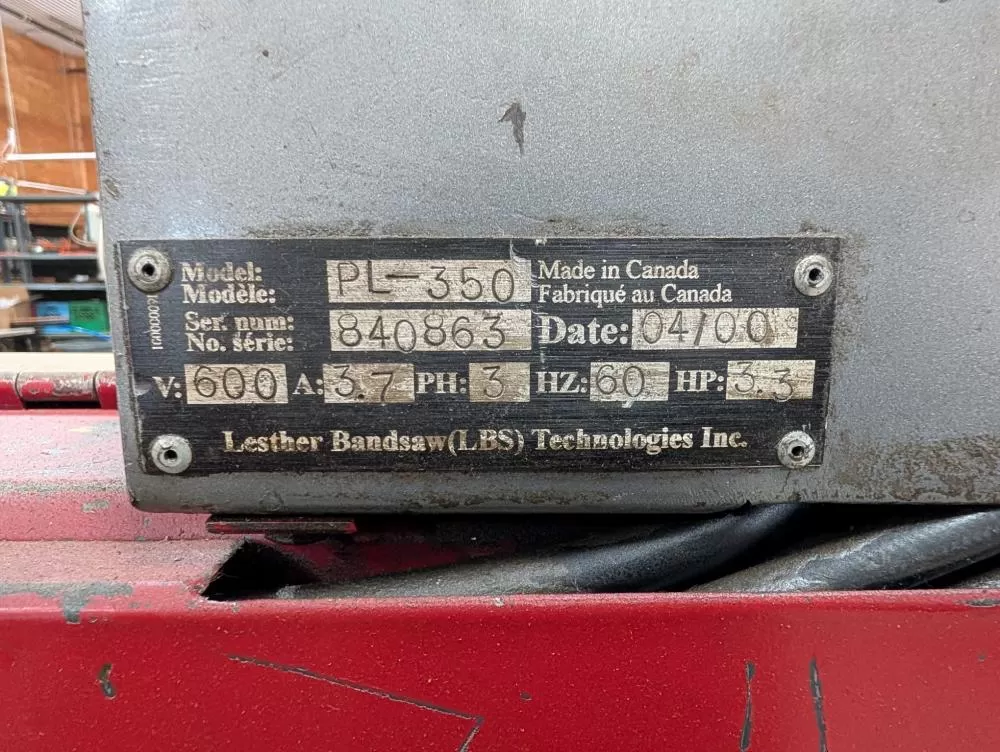 Model: PL-350 Made in Canada
Modèle: Fabriqué au Canada
Ser. num: 840863 Date: 04/00
No. série:
V: 600 A: 3.7 PH: 3 HZ: 60 HP: 3.3
Lesther Bandsaw(LBS) Technologies Inc.